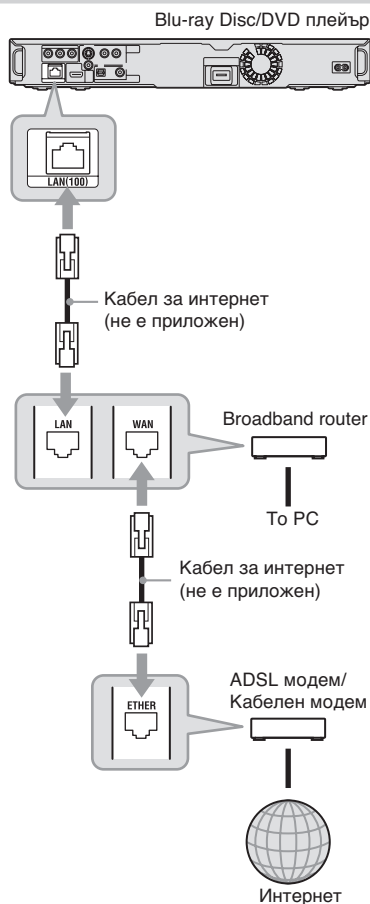 Blu-ray Disc/DVD плейър
LAN(100)
Кабел за интернет
(не е приложен)
LAN
WAN
Broadband router
To PC
Кабел за интернет
(не е приложен)
ADSL модем/
Кабелен модем
ETHER
Интернет